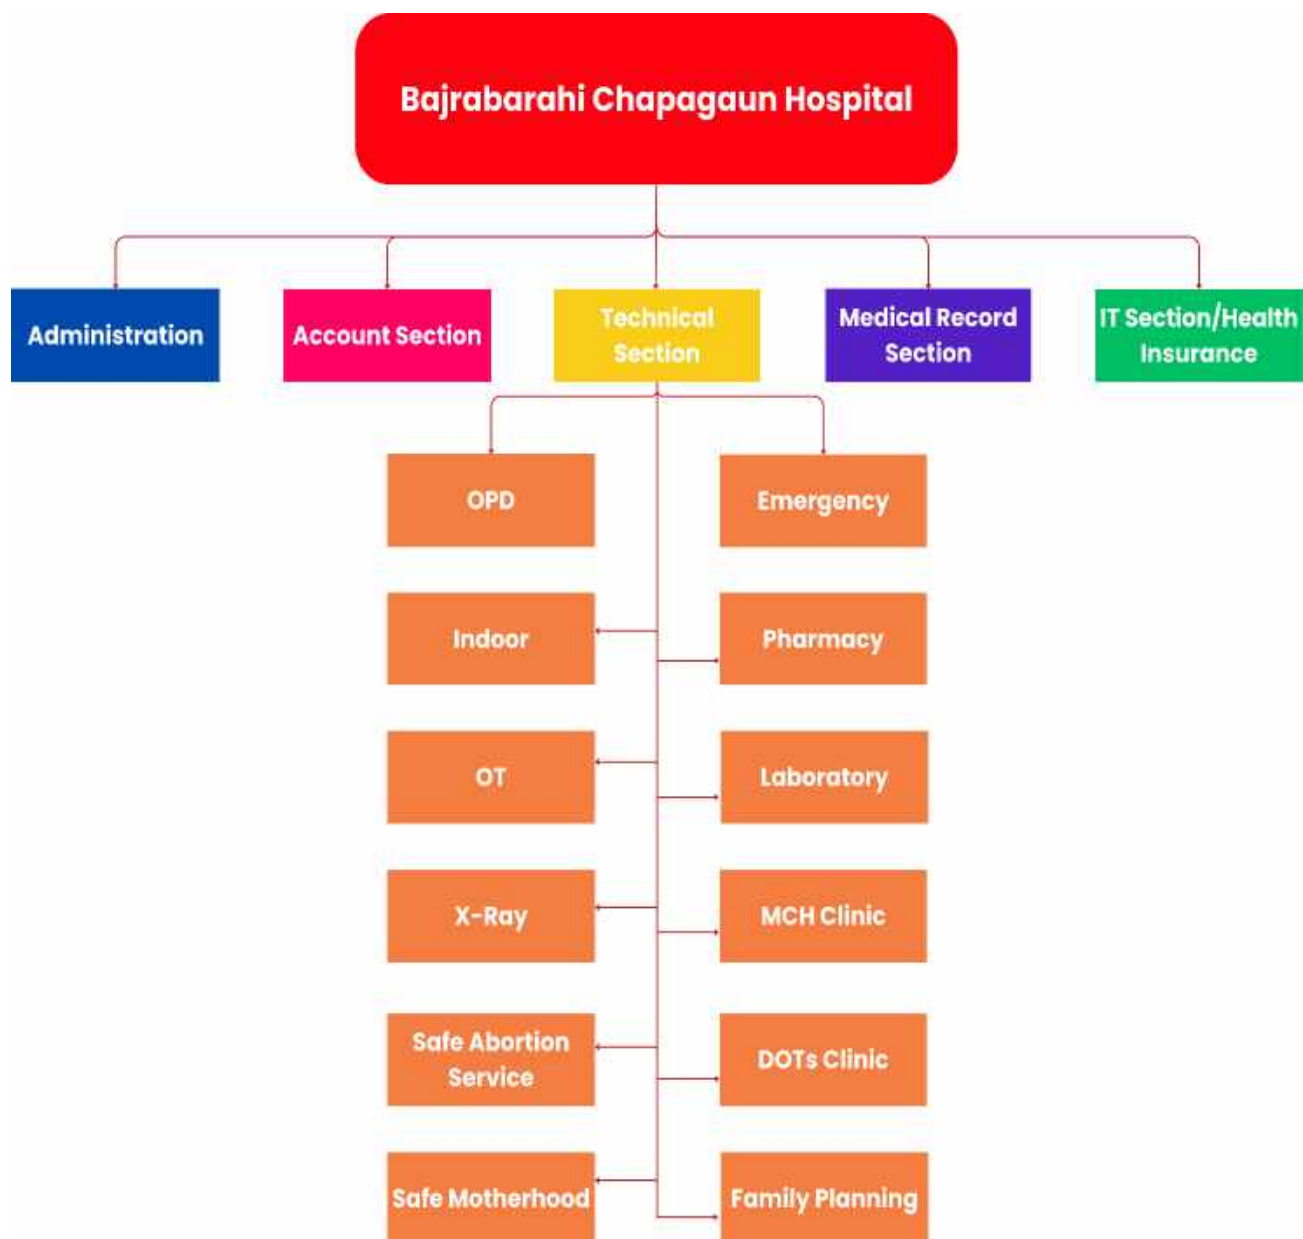 Bajrabarahi Chapagaun Hospital
Administration
Account Section
Technical
Section
Medical Record
Section
IT Section/Health
Insurance
OPD
Emergency
Indoor
Pharmacy
OT
Laboratory
X-Ray
MCH Clinic
Safe Abortion
Service
DOTs Clinic
Safe Motherhood
Family Planning